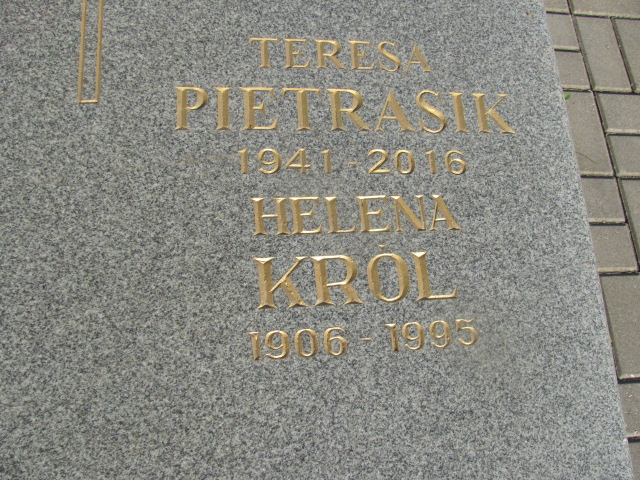 TERESA
PIETRASIK
1941-2016
HELENA
KRÓL
1906-1995